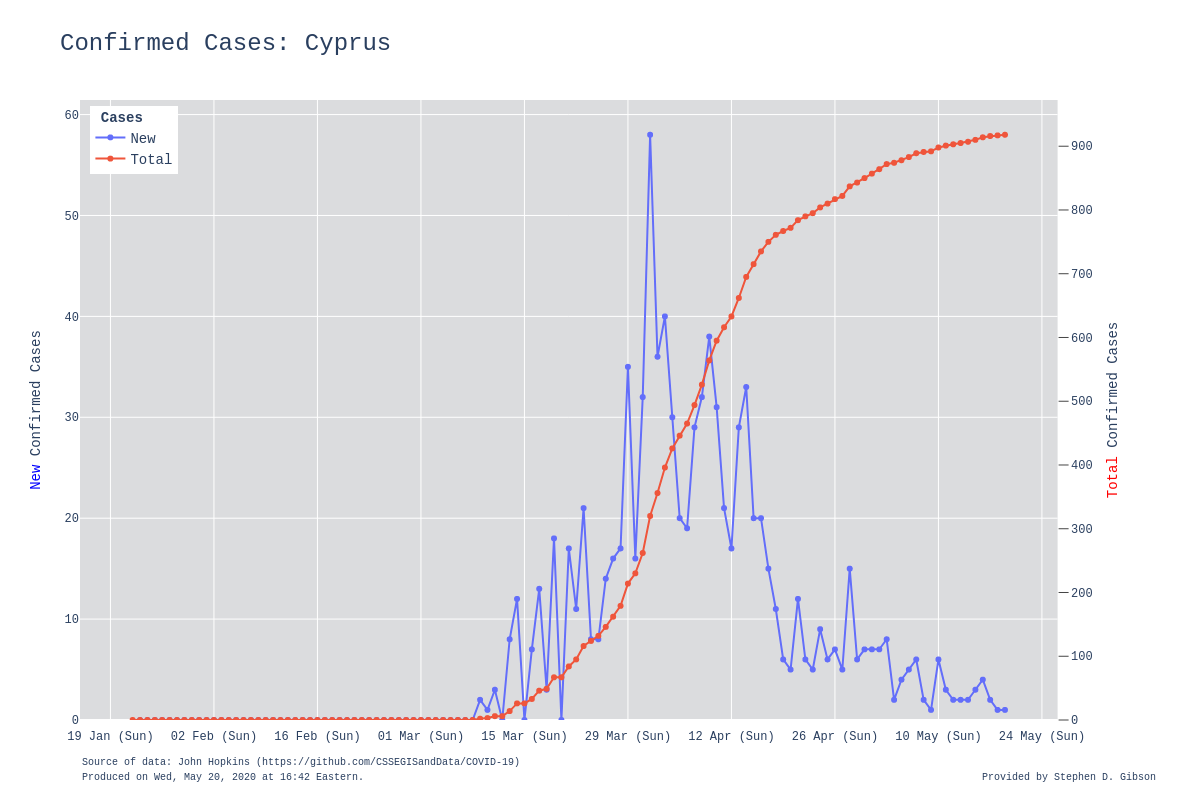 Confirmed Cases: Cyprus
Cases
New
Total
60
50
40
30
20
10
0
900
800
700
600
500
400
300
200
100
0
New Confirmed Cases
Total Confirmed Cases
19 Jan (Sun) 02 Feb (Sun) 16 Feb (Sun) 01 Mar (Sun) 15 Mar (Sun) 29 Mar (Sun) 12 Apr (Sun) 26 Apr (Sun) 10 May (Sun) 24 May (Sun)
Source of data: John Hopkins (https://github.com/CSSEGISandData/COVID-19)
Produced on Wed, May 20, 2020 at 16:42 Eastern.
Provided by Stephen D. Gibson